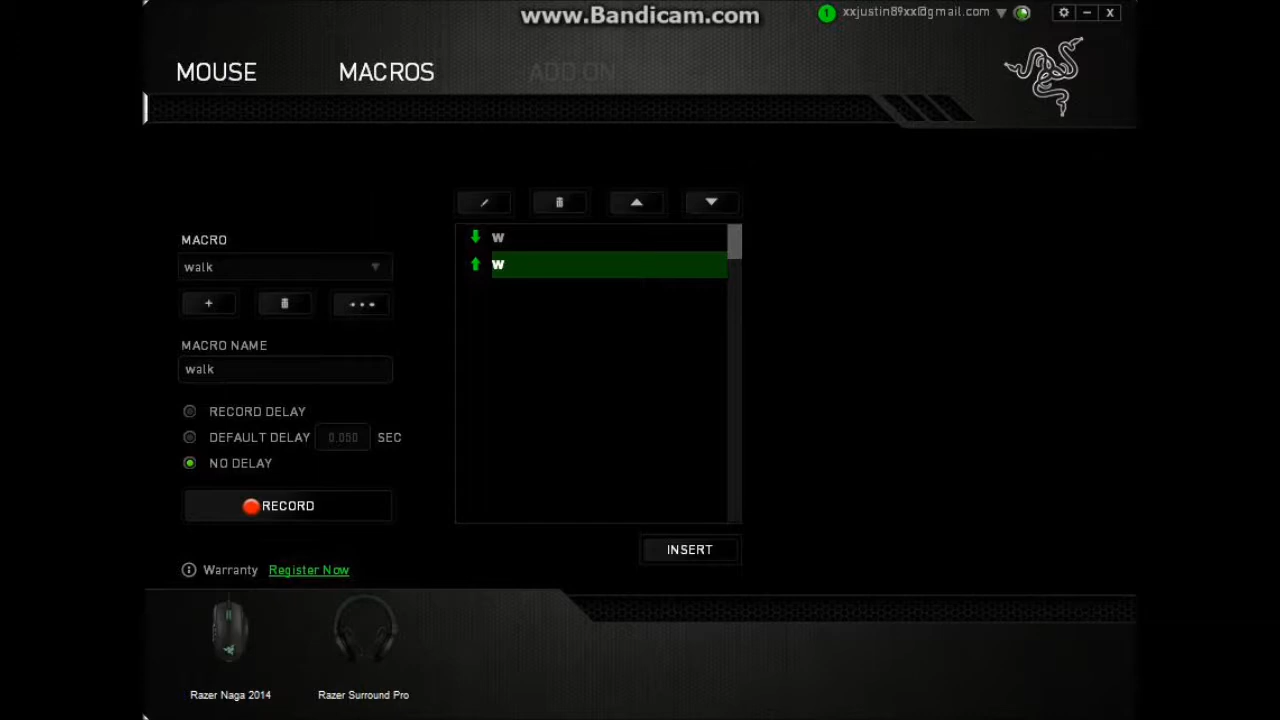 www.Bandicam.com
1 xxjustin89xx@gmail.com
X
MOUSE MACROS ADD-ON
MACRO
walk
+
MACRO NAME
walk
RECORD DELAY
DEFAULT DELAY 0.050 SEC
NO DELAY
RECORD
w
w
INSERT
Warranty Register Now
Razer Naga 2014 Razer Surround Pro